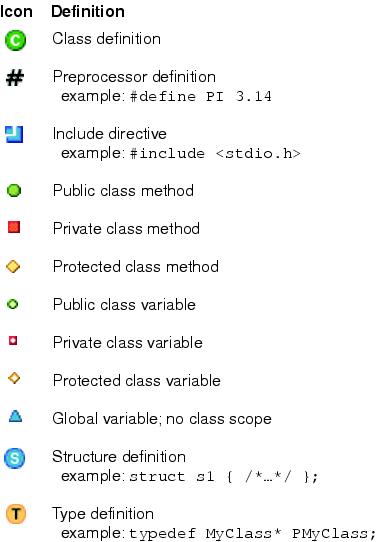 Icon Definition
C Class definition
# Preprocessor definition
example: #define PI 3.14
Include directive
example: #include <stdio.h>
Public class method
Private class method
Protected class method
Public class variable
Private class variable
Protected class variable
Global variable; no class scope
S Structure definition
example: struct s1 { /*…*/ };
T Type definition
example: typedef MyClass* PMyClass;